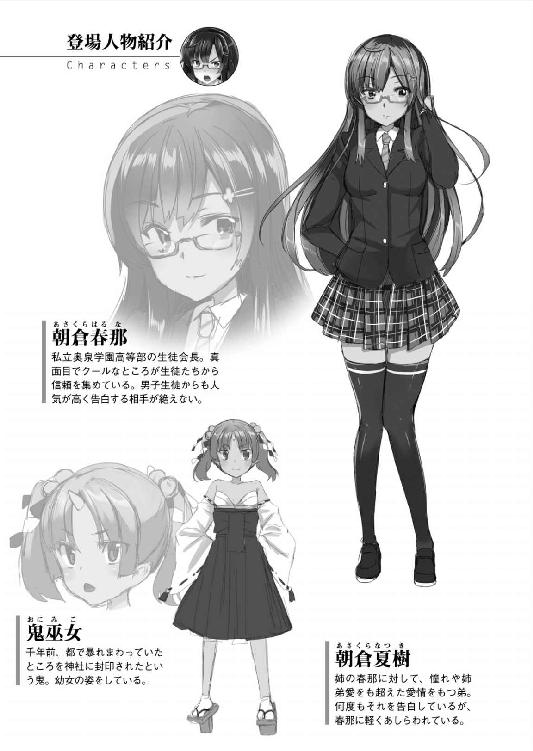 登場人物紹介
Characters
あさくらはるな
朝倉春那
私立奥泉学園高等部の生徒会長。真
面目でクールなところが生徒たちから
信頼を集めている。男子生徒からも人
気が高く告白する相手が絶えない。
おにみこ
鬼巫女
千年前、都で暴れまわっていた
ところを神社に封印されたとい
う鬼。幼女の姿をしている。
あさくらなつき
朝倉夏樹
姉の春那に対して、憧れや姉
弟愛をも超えた愛情をもつ弟。
何度もそれを告白しているが、
春那に軽くあしらわれている。